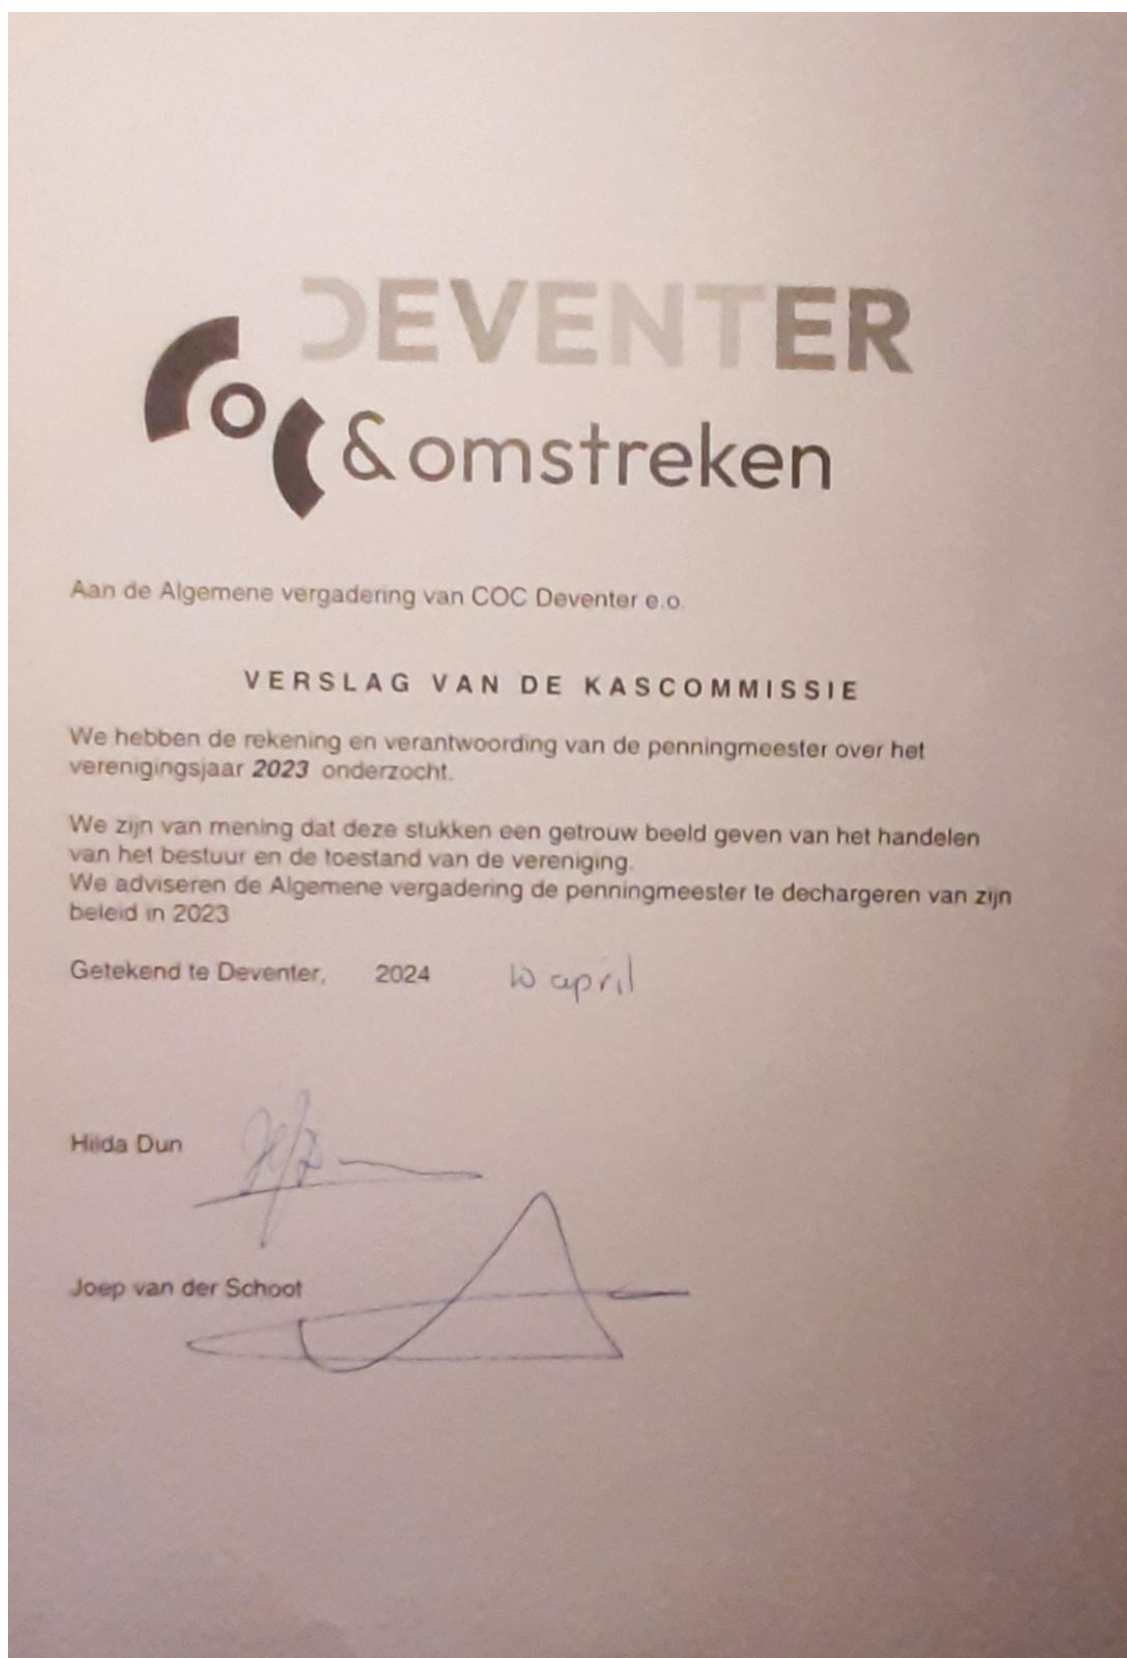 DEVENTER
COC & omstreken
Aan de Algemene vergadering van COC Deventer e.o.
VERSLAG VAN DE KASCOMMISSIE
We hebben de rekening en verantwoording van de penningmeester over het
verenigingsjaar 2023 onderzocht.
We zijn van mening dat deze stukken een getrouw beeld geven van het handelen
van het bestuur en de toestand van de vereniging.
We adviseren de Algemene vergadering de penningmeester te dechargeren van zijn
beleid in 2023
Getekend te Deventer, 2024 10 april
Hilda Dun
Joep van der Schoot